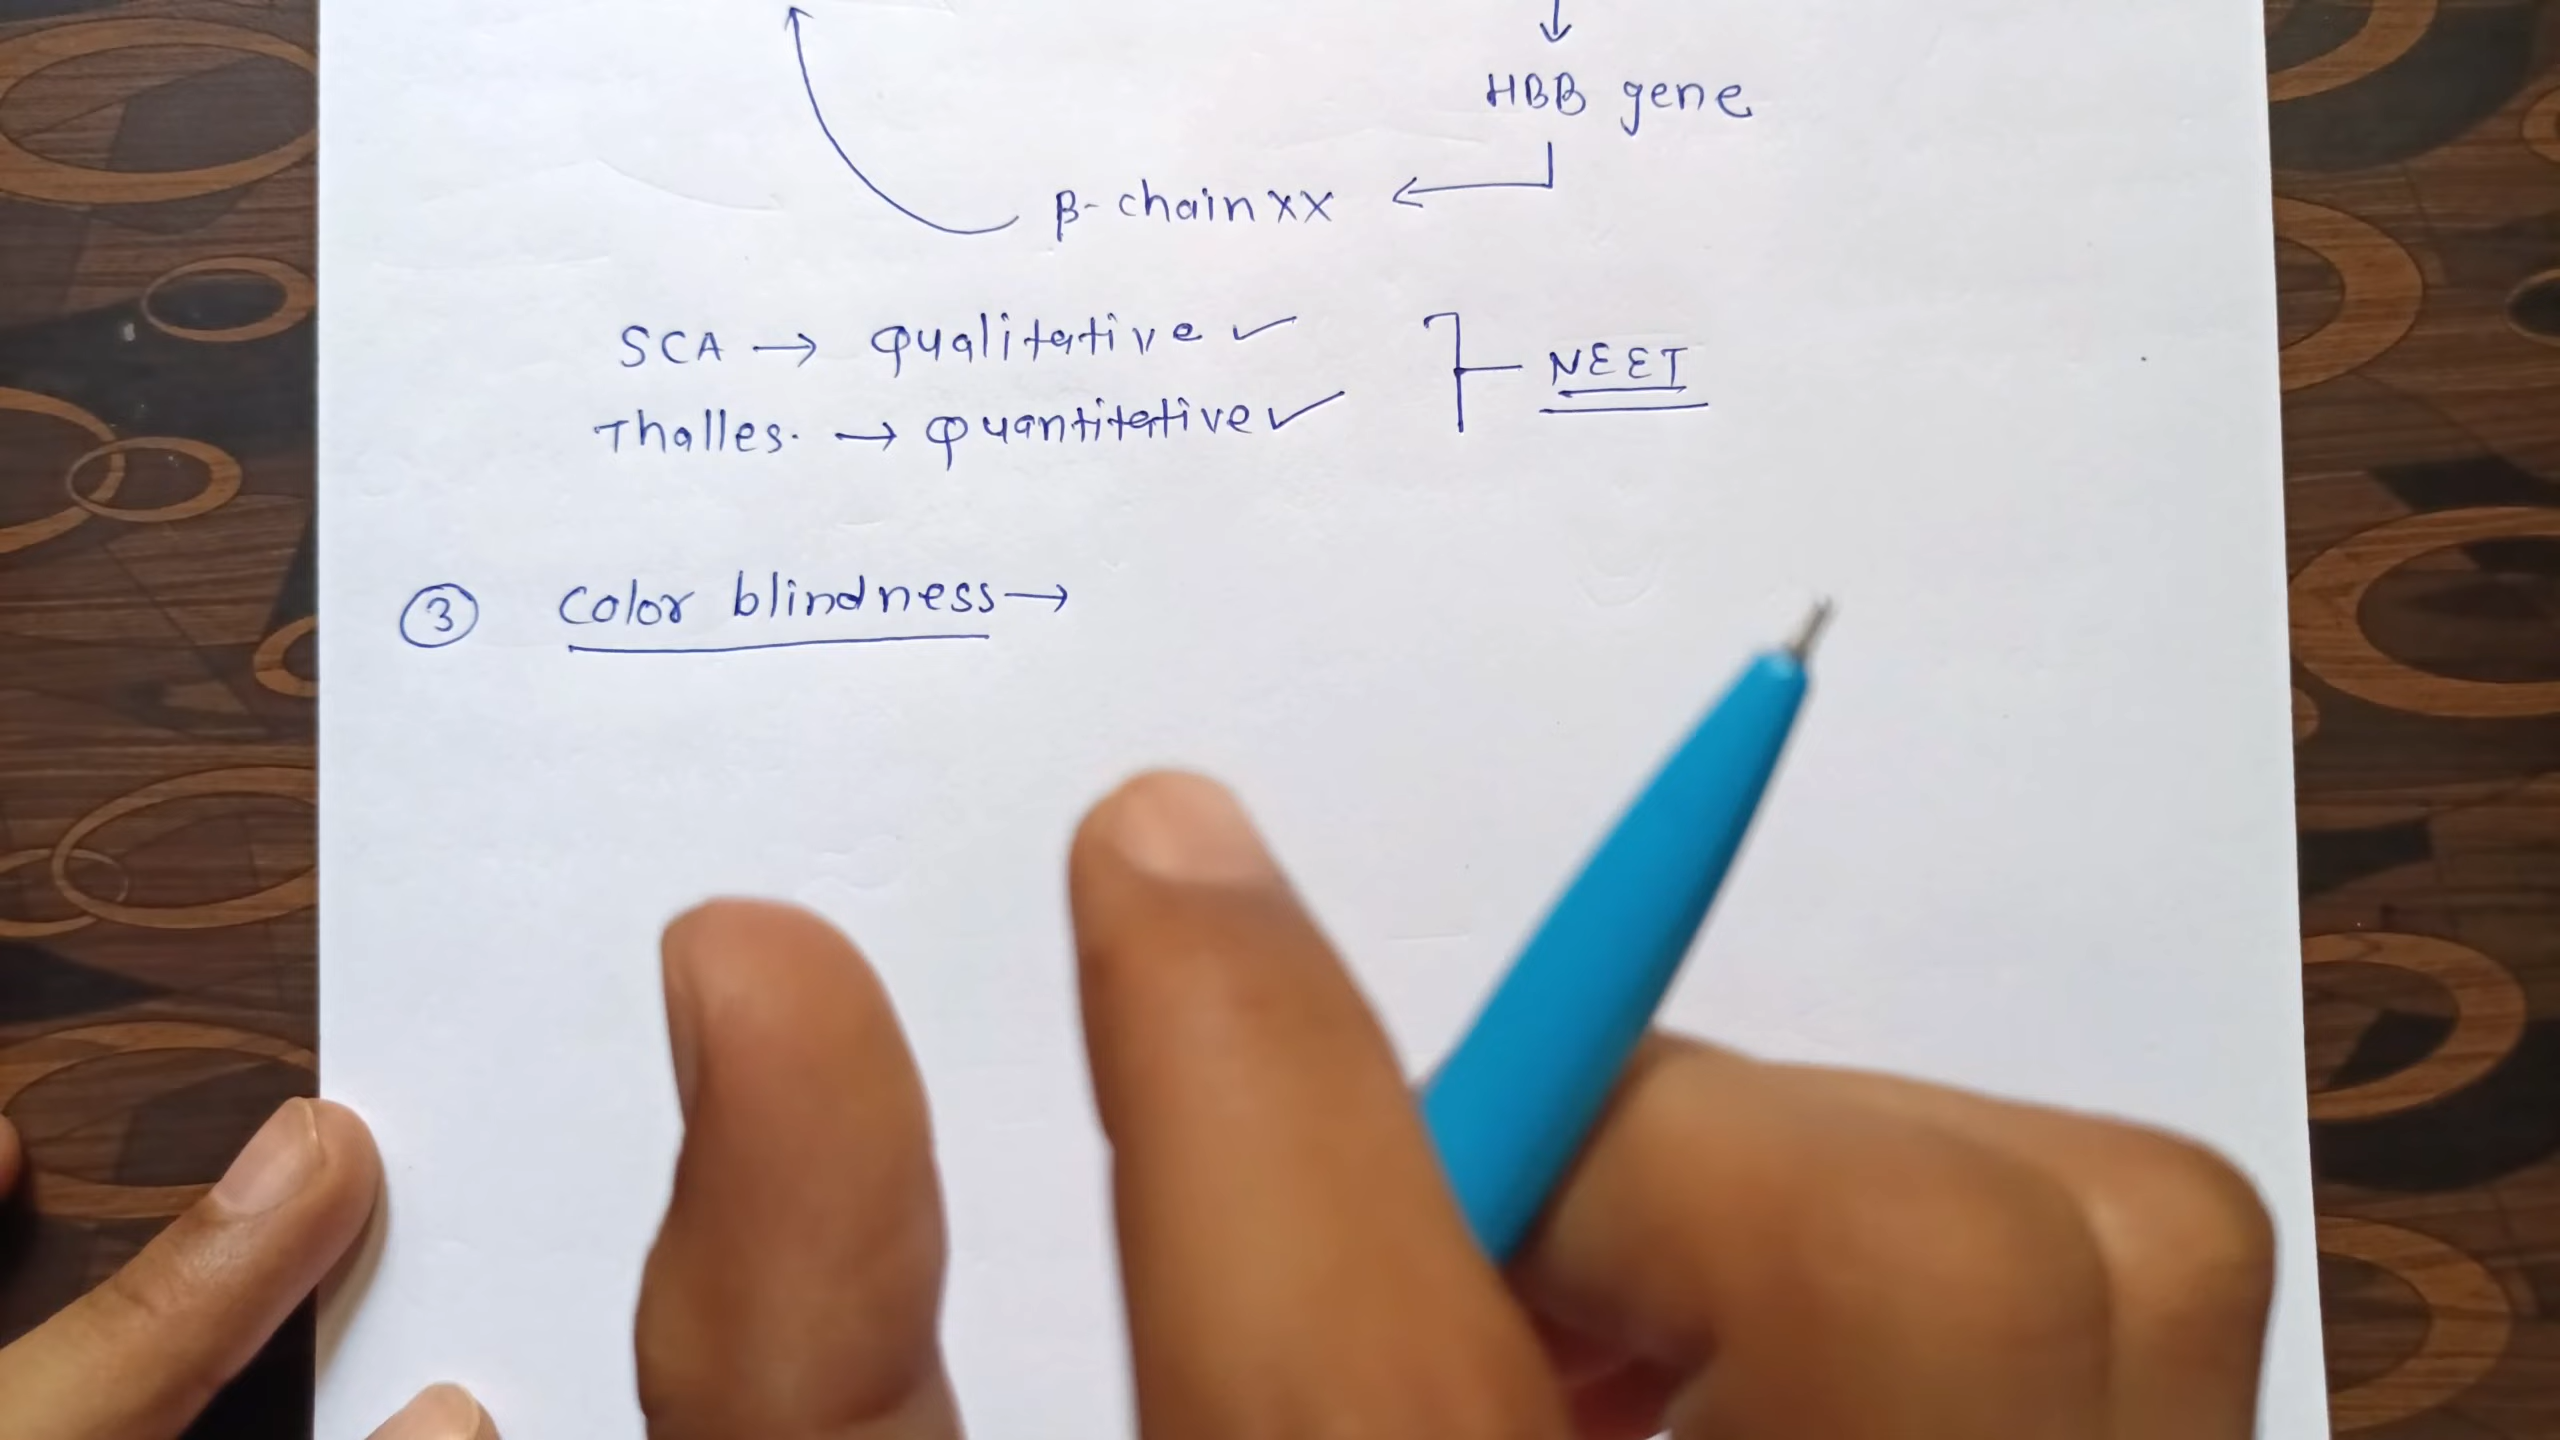 HBB gene
β- chain xx
SCA → qualitative ✓
Thalles. → quantitative ✓
NEET
③ Color blindness →